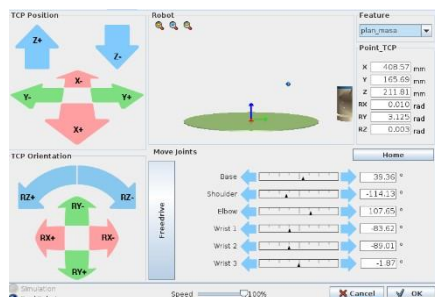 TCP Position
Robot
Feature
Z+
Z-
plan_masa
Point_TCP
X 408.57 mm
Y 165.69 mm
Z 211.81 mm
RX 0.010 rad
RY 3.125 rad
RZ 0.003 rad
X-
Y-
Y+
X+
TCP Orientation
Move Joints
Home
RZ+
RZ-
RY-
RX+
RX-
RY+
Freedrive
Base 39.36 °
Shoulder -114.13 °
Elbow 107.65 °
Wrist 1 -83.62 °
Wrist 2 -89.01 °
Wrist 3 -1.87 °
Simulation
Speed 100%
Cancel
OK